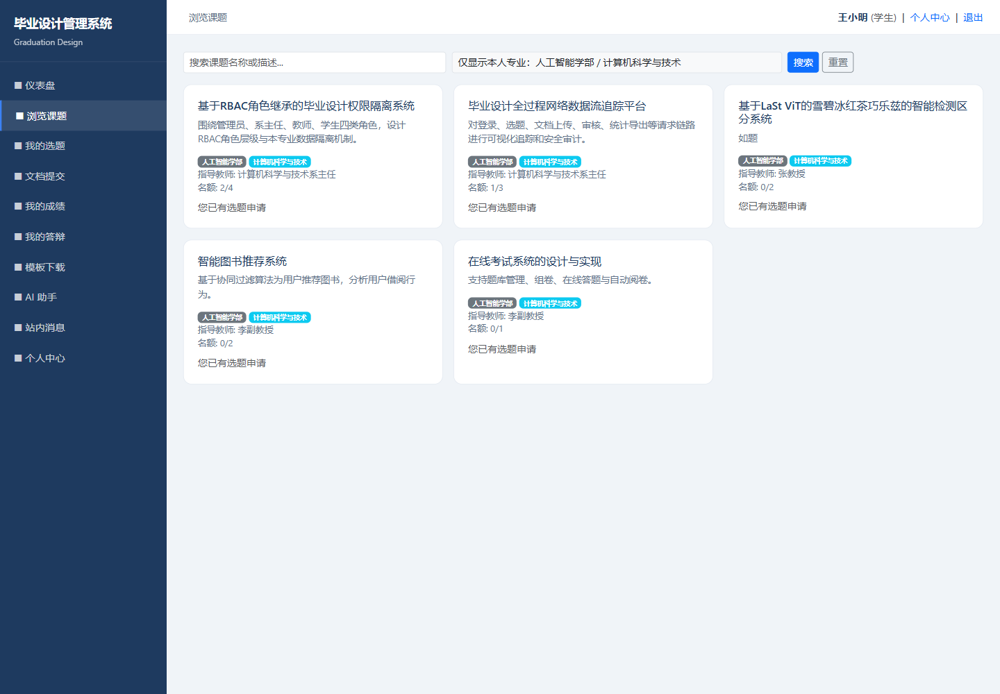 毕业设计管理系统
Graduation Design
仪表盘
浏览课题
我的选题
文档提交
我的成绩
我的答辩
模板下载
AI 助手
站内消息
个人中心
浏览课题
王小明 (学生) | 个人中心 | 退出
搜索课题名称或描述...
仅显示本人专业：人工智能学部 / 计算机科学与技术
搜索
重置
基于RBAC角色继承的毕业设计权限隔离系统
围绕管理员、系主任、教师、学生四类角色，设计
RBAC角色层级与本专业数据隔离机制。
人工智能学部 计算机科学与技术
指导教师: 计算机科学与技术系主任
名额: 2/4
您已有选题申请
毕业设计全过程网络数据流追踪平台
对登录、选题、文档上传、审核、统计导出等请求链路
进行可视化追踪和安全审计。
人工智能学部 计算机科学与技术
指导教师: 计算机科学与技术系主任
名额: 1/3
您已有选题申请
基于LaSt ViT的雪碧冰红茶巧乐兹的智能检测区
分系统
如题
人工智能学部 计算机科学与技术
指导教师: 张教授
名额: 0/2
您已有选题申请
智能图书推荐系统
基于协同过滤算法为用户推荐图书，分析用户借阅行
为。
人工智能学部 计算机科学与技术
指导教师: 李副教授
名额: 0/2
您已有选题申请
在线考试系统的设计与实现
支持题库管理、组卷、在线答题与自动阅卷。
人工智能学部 计算机科学与技术
指导教师: 李副教授
名额: 0/1
您已有选题申请